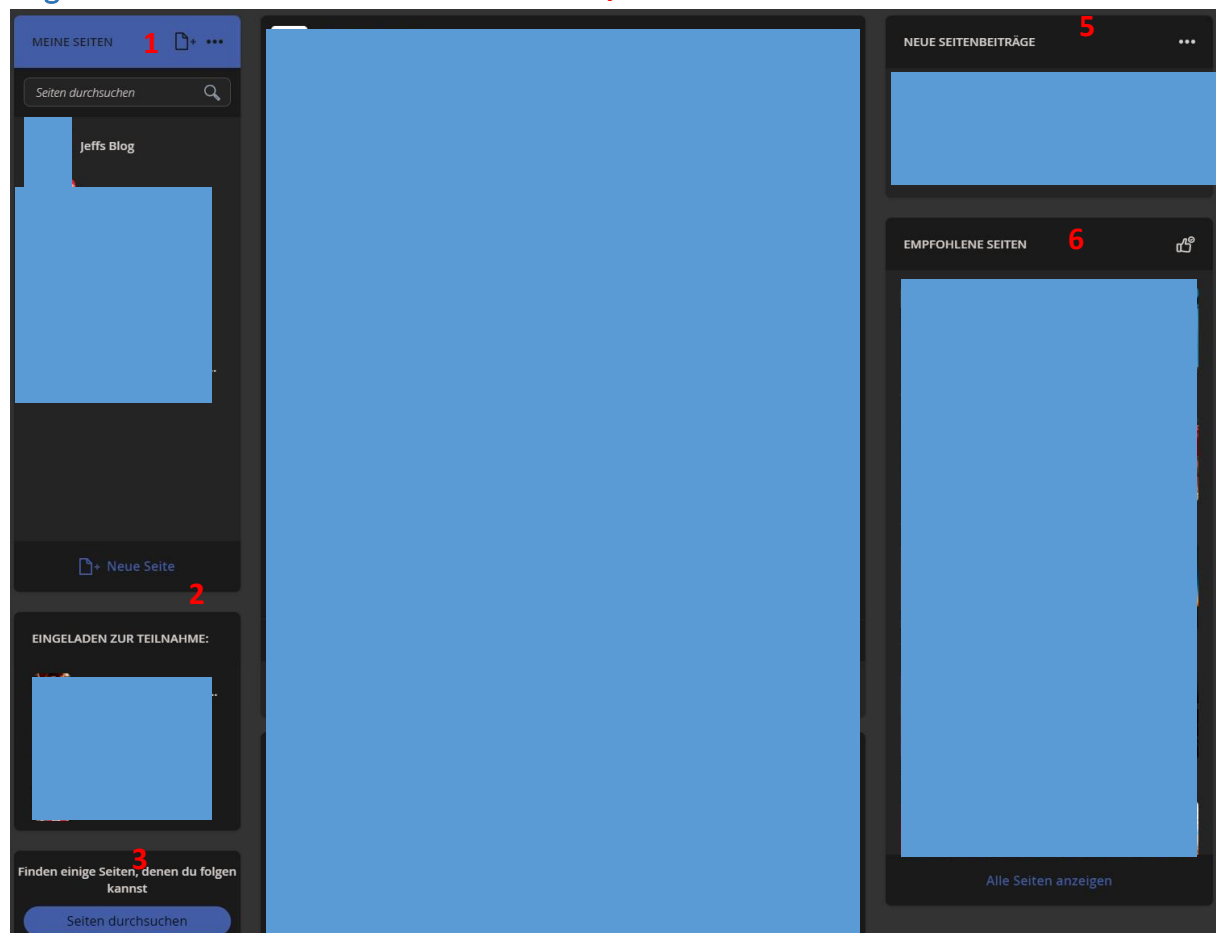 MEINE SEITEN 1
Seiten durchsuchen
Jeffs Blog
Neue Seite
2
EINGELADEN ZUR TEILNAHME:
3
Finden einige Seiten, denen du folgen
kannst
Seiten durchsuchen
NEUE SEITENBEITRÄGE 5
EMPFOHLENE SEITEN 6
Alle Seiten anzeigen